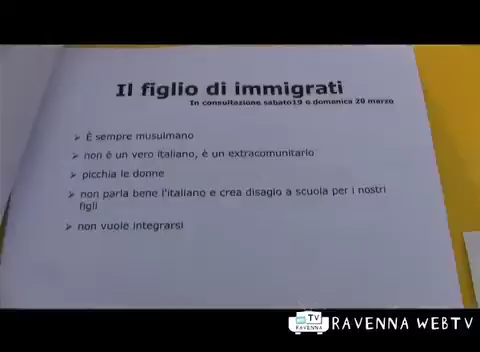 Il figlio di immigrati
In consultazione sabato19 e domenica 20 marzo
È sempre musulmano
non è un vero italiano, è un extracomunitario
picchia le donne
non parla bene l'italiano e crea disagio a scuola per i nostri
figli
non vuole integrarsi
TV
RAVENNA
RAVENNA WEBTV